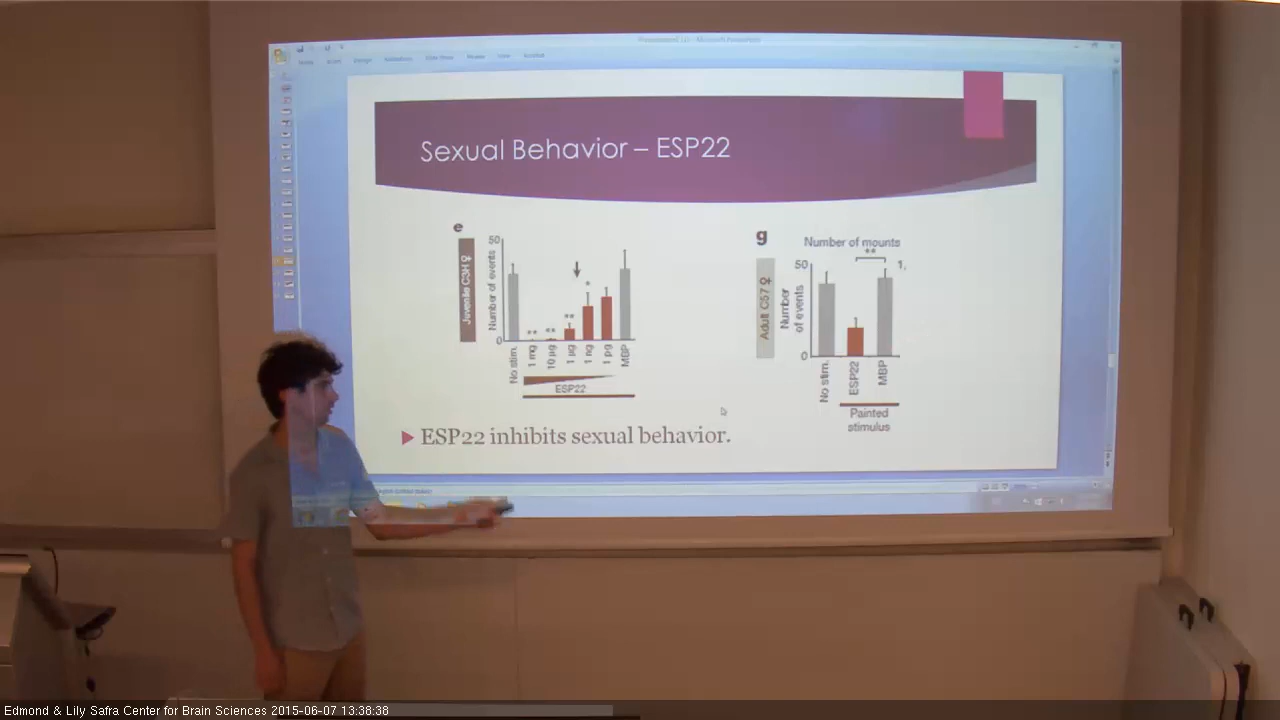 Sexual Behavior – ESP22
e
Juvenile C3H ♀
Number of events
50
0
** ** ** *
No stim.
1 mg
10 µg
1 µg
1 ng
1 pg
MBP
ESP22
g
Adult C57 ♀
Number of mounts
**
1,
Number
of events
50
0
No stim.
ESP22
MBP
Painted
stimulus
ESP22 inhibits sexual behavior.
Edmond & Lily Safra Center for Brain Sciences 2015-06-07 13:38:38